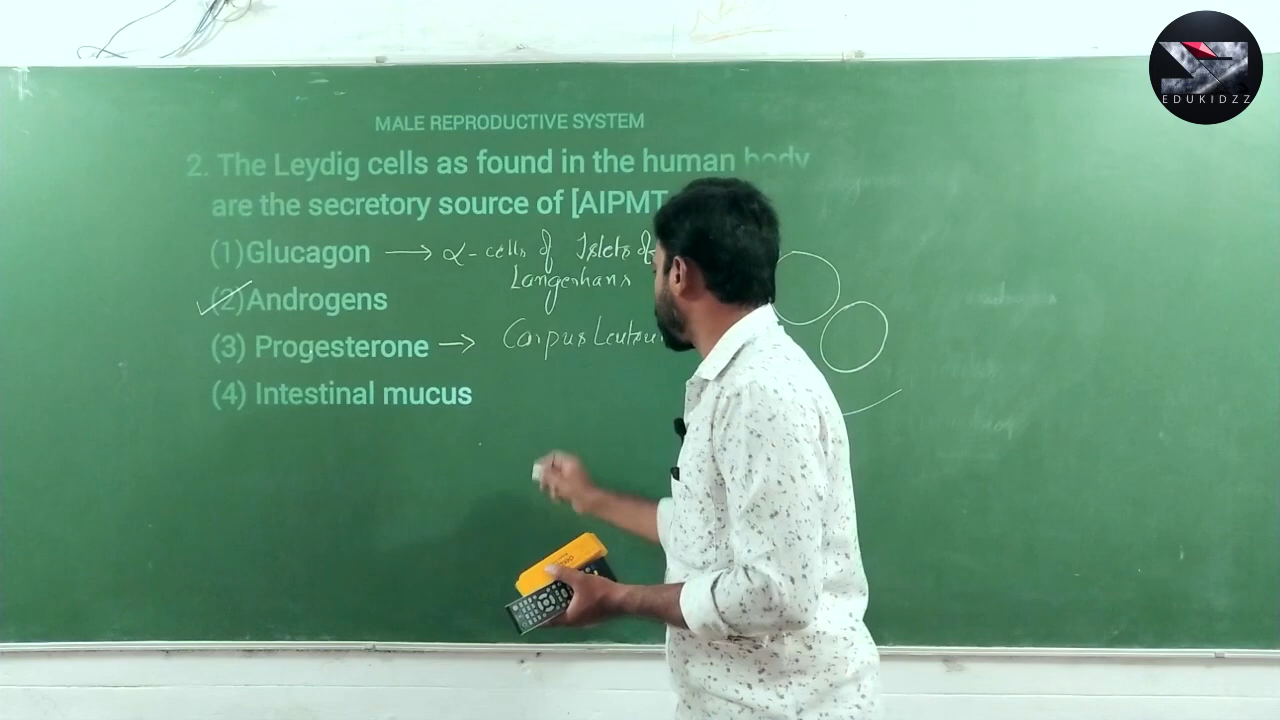 EDUKIDZZ
MALE REPRODUCTIVE SYSTEM
2. The Leydig cells as found in the human body
are the secretory source of [AIPMT
(1)Glucagon → α-cells of Islets of
Langerhans
(2)Androgens
(3) Progesterone → Corpus
(4) Intestinal mucus